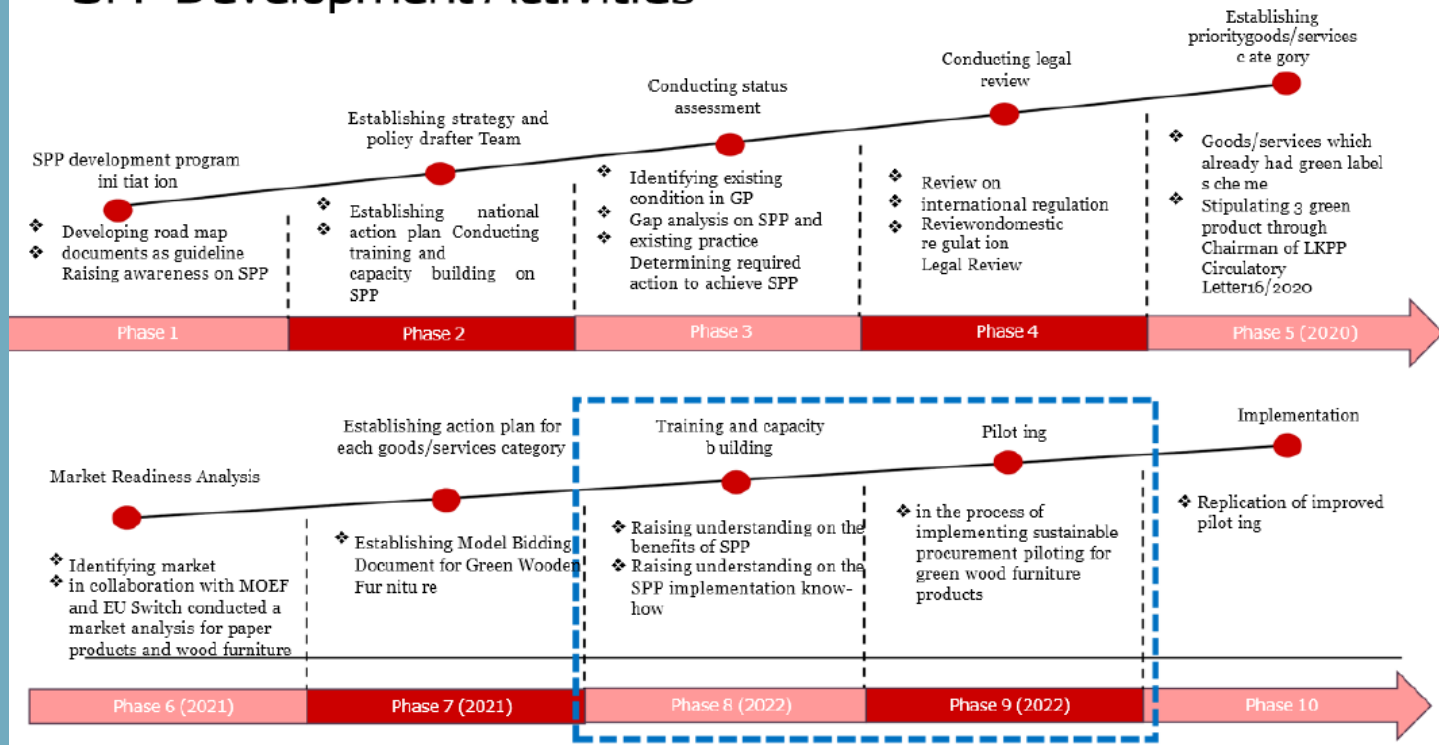 SPP Development Activities
SPP development program
ini tiat ion
❖ Developing road map
❖ documents as guideline
Raising awareness on SPP
Establishing strategy and
policy drafter Team
❖ Establishing national
❖ action plan Conducting
training and
capacity building on
SPP
Conducting status
assessment
❖ Identifying existing
condition in GP
❖ Gap analysis on SPP and
❖ existing practice
Determining required
action to achieve SPP
Conducting legal
review
❖ Review on
❖ international regulation
❖ Reviewondomestic
re gulat ion
Legal Review
Establishing
prioritygoods/services
c ate gory
❖ Goods/services which
already had green label
s che me
❖ Stipulating 3 green
product through
Chairman of LKPP
Circulatory
Letter16/2020
Phase 1
Phase 2
Phase 3
Phase 4
Phase 5 (2020)
Market Readiness Analysis
❖ Identifying market
❖ in collaboration with MOEF
and EU Switch conducted a
market analysis for paper
products and wood furniture
Establishing action plan for
each goods/services category
❖ Establishing Model Bidding
Document for Green Wooden
Fur nitu re
Training and capacity
b uilding
❖ Raising understanding on the
benefits of SPP
❖ Raising understanding on the
SPP implementation know-
how
Pilot ing
❖ in the process of
implementing sustainable
procurement piloting for
green wood furniture
products
Implementation
❖ Replication of improved
pilot ing
Phase 6 (2021)
Phase 7 (2021)
Phase 8 (2022)
Phase 9 (2022)
Phase 10